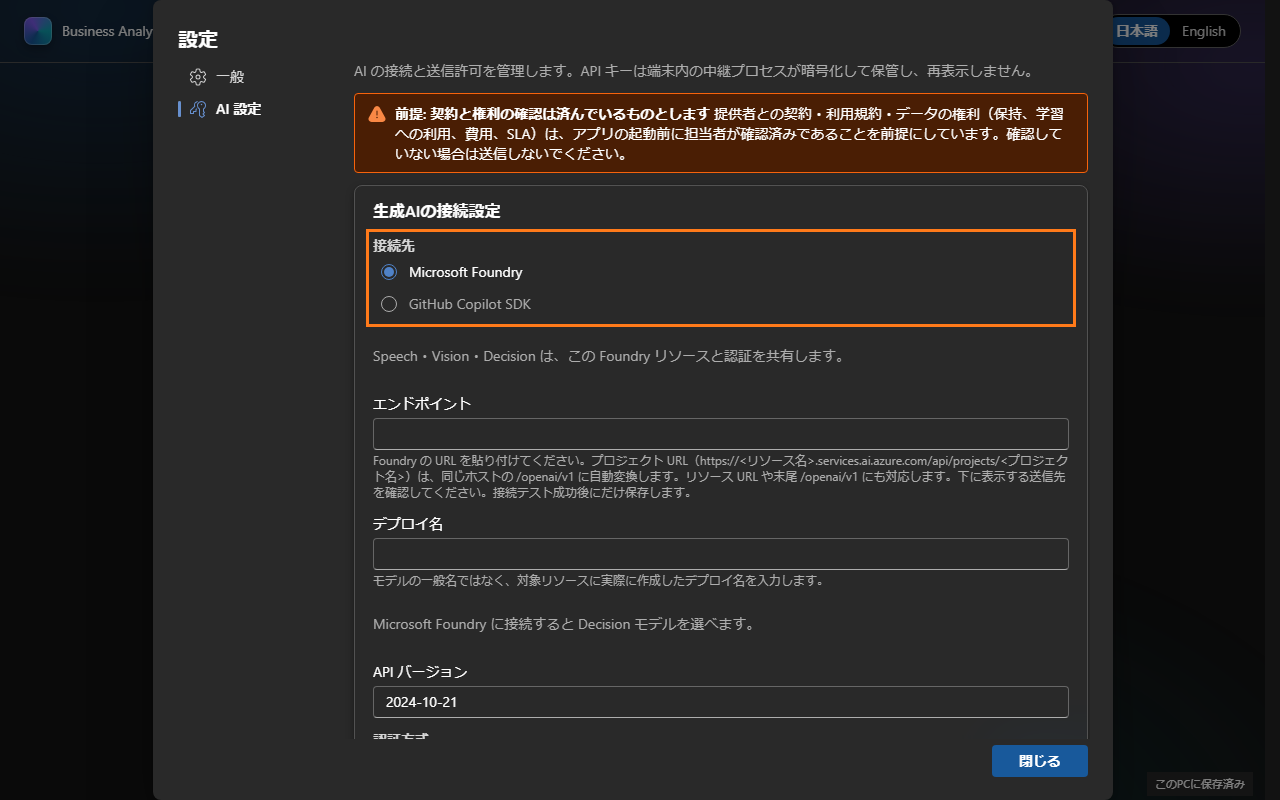 Business Analy
設定
日本語
English
一般
AI 設定
AI の接続と送信許可を管理します。API キーは端末内の中継プロセスが暗号化して保管し、再表示しません。
前提: 契約と権利の確認は済んでいるものとします 提供者との契約・利用規約・データの権利（保持、学習
への利用、費用、SLA）は、アプリの起動前に担当者が確認済みであることを前提にしています。確認して
いない場合は送信しないでください。
生成AIの接続設定
接続先
Microsoft Foundry
GitHub Copilot SDK
Speech・Vision・Decision は、この Foundry リソースと認証を共有します。
エンドポイント
Foundry の URL を貼り付けてください。プロジェクト URL（https://<リソース名>.services.ai.azure.com/api/projects/<プロジェク
ト名>）は、同じホストの /openai/v1 に自動変換します。リソース URL や末尾 /openai/v1 にも対応します。下に表示する送信先
を確認してください。接続テスト成功後にだけ保存します。
デプロイ名
モデルの一般名ではなく、対象リソースに実際に作成したデプロイ名を入力します。
Microsoft Foundry に接続すると Decision モデルを選べます。
API バージョン
2024-10-21
認証方式
閉じる
このPCに保存済み